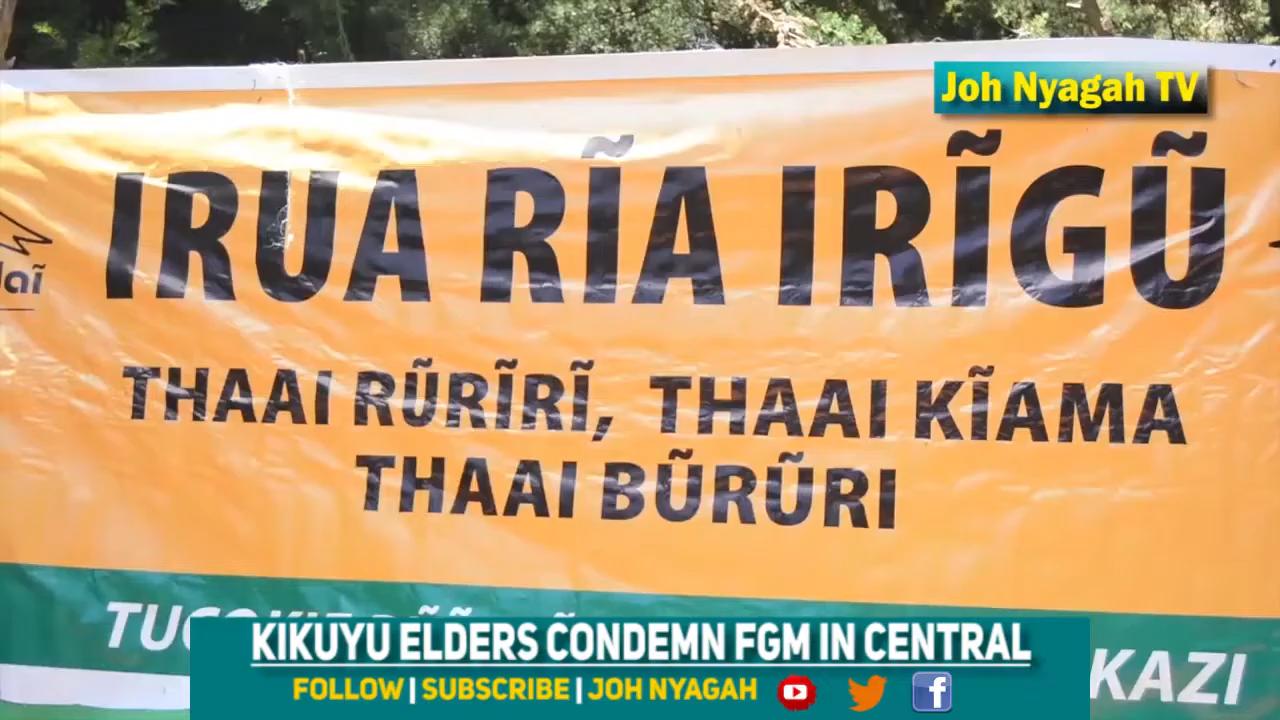 Joh Nyagah TV
IRUA RĨA IRĨGŨ
THAAI RŨRĨRĨ, THAAI KĨAMA
THAAI BŨRŨRI
KAZI
KIKUYU ELDERS CONDEMN FGM IN CENTRAL
FOLLOW | SUBSCRIBE | JOH NYAGAH